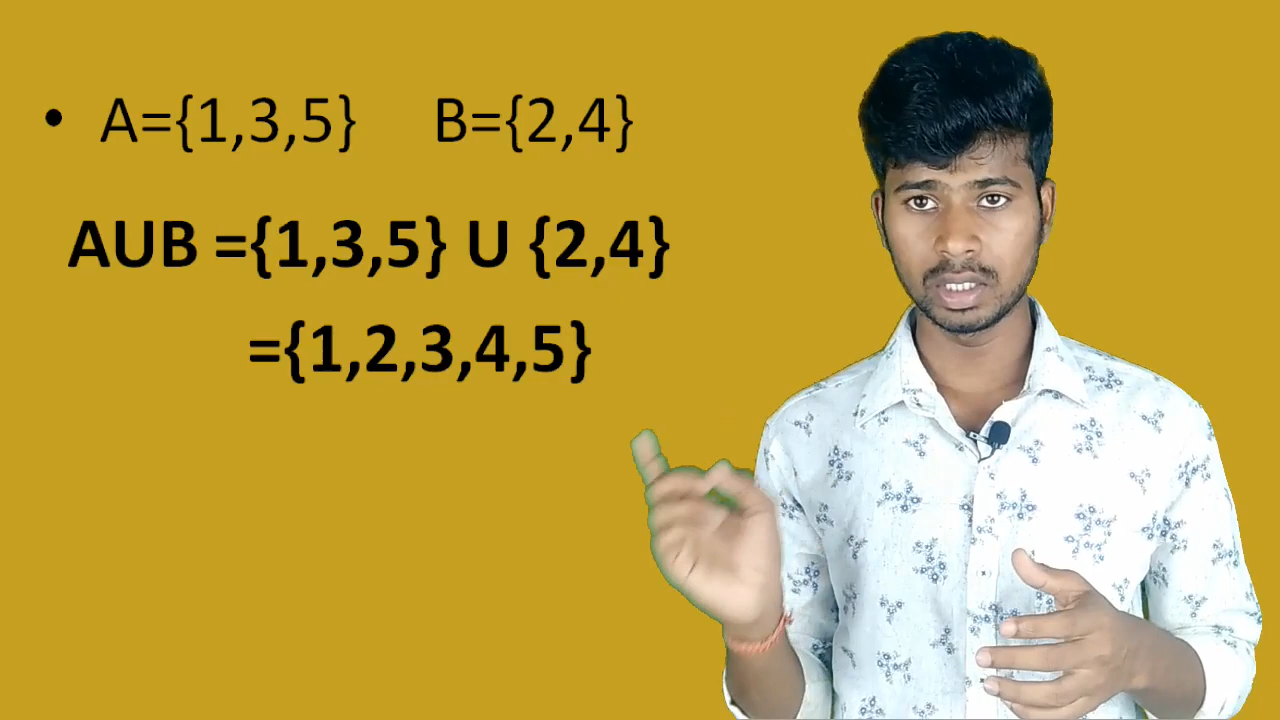 • A={1,3,5} B={2,4}
AUB ={1,3,5} U {2,4}
={1,2,3,4,5}